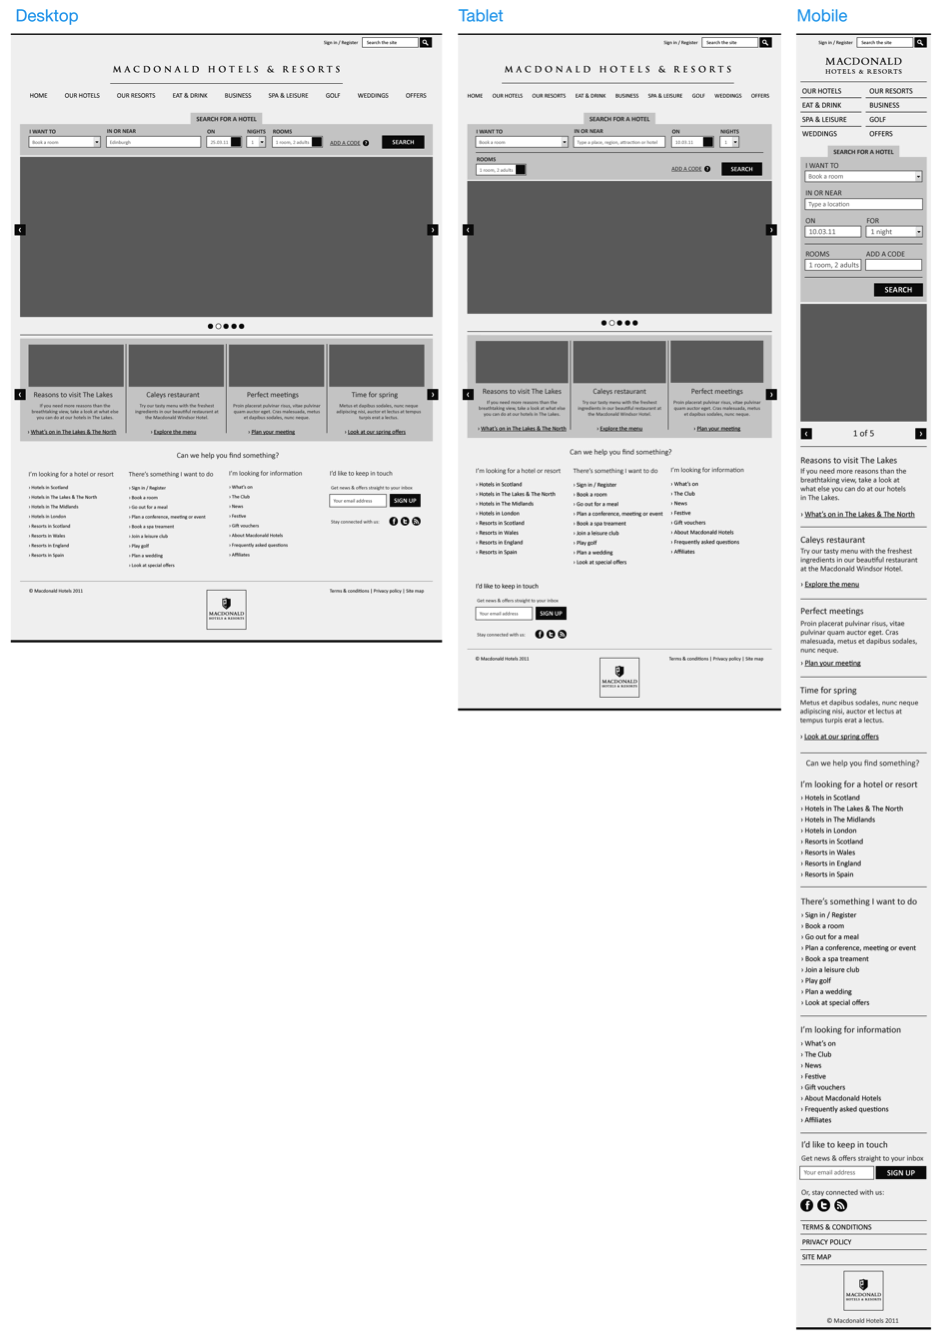 Desktop
Sign in / Register
Search the site
MACDONALD HOTELS & RESORTS
HOME OUR HOTELS OUR RESORTS EAT & DRINK BUSINESS SPA & LEISURE GOLF WEDDINGS OFFERS
SEARCH FOR A HOTEL
I WANT TO IN OR NEAR ON NIGHTS ROOMS
Book a room Edinburgh 25.03.11 1 1 room, 2 adults ADD A CODE ? SEARCH
Reasons to visit The Lakes
If you need more reasons than the
breathtaking view, take a look at what else
you can do at our hotels in The Lakes.
› What's on in The Lakes & The North
Caleys restaurant
Try our tasty menu with the freshest
ingredients in our beautiful restaurant at
the Macdonald Windsor Hotel.
› Explore the menu
Perfect meetings
Proin placerat pulvinar risus, vitae pulvinar
quam auctor eget. Cras malesuada, metus
et dapibus sodales, nunc neque.
› Plan your meeting
Time for spring
Metus et dapibus sodales, nunc neque
adipiscing nisi, auctor et lectus at tempus
turpis erat a lectus.
› Look at our spring offers
Can we help you find something?
I'm looking for a hotel or resort
› Hotels in Scotland
› Hotels in The Lakes & The North
› Hotels in The Midlands
› Hotels in London
› Resorts in Scotland
› Resorts in Wales
› Resorts in England
› Resorts in Spain
There's something I want to do
› Sign in / Register
› Book a room
› Go out for a meal
› Plan a conference, meeting or event
› Book a spa treament
› Join a leisure club
› Play golf
› Plan a wedding
› Look at special offers
I'm looking for information
› What's on
› The Club
› News
› Festive
› Gift vouchers
› About Macdonald Hotels
› Frequently asked questions
› Affiliates
I'd like to keep in touch
Get news & offers straight to your inbox
Your email address SIGN UP
Stay connected with us:
© Macdonald Hotels 2011
MACDONALD
HOTELS & RESORTS
Terms & conditions | Privacy policy | Site map
Tablet
Sign in / Register
Search the site
MACDONALD HOTELS & RESORTS
HOME OUR HOTELS OUR RESORTS EAT & DRINK BUSINESS SPA & LEISURE GOLF WEDDINGS OFFERS
SEARCH FOR A HOTEL
I WANT TO IN OR NEAR ON NIGHTS
Book a room Type a place, region, attraction or hotel 10.03.11 1
ROOMS
1 room, 2 adults ADD A CODE ? SEARCH
Reasons to visit The Lakes
If you need more reasons than the
breathtaking view, take a look at what else
you can do at our hotels in The Lakes.
› What's on in The Lakes & The North
Caleys restaurant
Try our tasty menu with the freshest
ingredients in our beautiful restaurant at
the Macdonald Windsor Hotel.
› Explore the menu
Perfect meetings
Proin placerat pulvinar risus, vitae pulvinar
quam auctor eget. Cras malesuada, metus
et dapibus sodales, nunc neque.
› Plan your meeting
Can we help you find something?
I'm looking for a hotel or resort
› Hotels in Scotland
› Hotels in The Lakes & The North
› Hotels in The Midlands
› Hotels in London
› Resorts in Scotland
› Resorts in Wales
› Resorts in England
› Resorts in Spain
There's something I want to do
› Sign in / Register
› Book a room
› Go out for a meal
› Plan a conference, meeting or event
› Book a spa treament
› Join a leisure club
› Play golf
› Plan a wedding
› Look at special offers
I'm looking for information
› What's on
› The Club
› News
› Festive
› Gift vouchers
› About Macdonald Hotels
› Frequently asked questions
› Affiliates
I'd like to keep in touch
Get news & offers straight to your inbox
Your email address SIGN UP
Stay connected with us:
© Macdonald Hotels 2011
MACDONALD
HOTELS & RESORTS
Terms & conditions | Privacy policy | Site map
Mobile
Sign in / Register
Search the site
MACDONALD
HOTELS & RESORTS
OUR HOTELS OUR RESORTS
EAT & DRINK BUSINESS
SPA & LEISURE GOLF
WEDDINGS OFFERS
SEARCH FOR A HOTEL
I WANT TO
Book a room
IN OR NEAR
Type a location
ON FOR
10.03.11 1 night
ROOMS ADD A CODE
1 room, 2 adults
SEARCH
1 of 5
Reasons to visit The Lakes
If you need more reasons than the
breathtaking view, take a look at
what else you can do at our hotels
in The Lakes.
› What's on in The Lakes & The North
Caleys restaurant
Try our tasty menu with the freshest
ingredients in our beautiful restaurant
at the Macdonald Windsor Hotel.
› Explore the menu
Perfect meetings
Proin placerat pulvinar risus, vitae
pulvinar quam auctor eget. Cras
malesuada, metus et dapibus sodales,
nunc neque.
› Plan your meeting
Time for spring
Metus et dapibus sodales, nunc neque
adipiscing nisi, auctor et lectus at
tempus turpis erat a lectus.
› Look at our spring offers
Can we help you find something?
I'm looking for a hotel or resort
› Hotels in Scotland
› Hotels in The Lakes & The North
› Hotels in The Midlands
› Hotels in London
› Resorts in Scotland
› Resorts in Wales
› Resorts in England
› Resorts in Spain
There's something I want to do
› Sign in / Register
› Book a room
› Go out for a meal
› Plan a conference, meeting or event
› Book a spa treament
› Join a leisure club
› Play golf
› Plan a wedding
› Look at special offers
I'm looking for information
› What's on
› The Club
› News
› Festive
› Gift vouchers
› About Macdonald Hotels
› Frequently asked questions
› Affiliates
I'd like to keep in touch
Get news & offers straight to your inbox
Your email address SIGN UP
Or, stay connected with us:
TERMS & CONDITIONS
PRIVACY POLICY
SITE MAP
MACDONALD
HOTELS & RESORTS
© Macdonald Hotels 2011